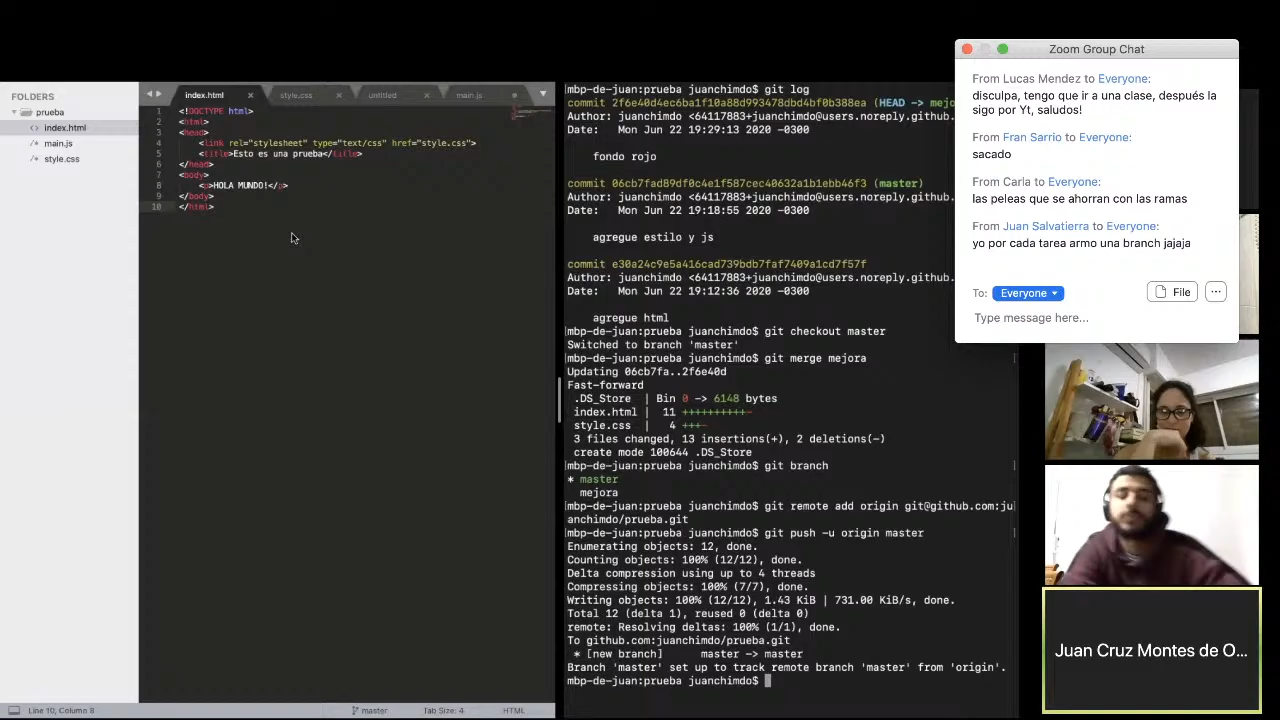 FOLDERS
prueba
<> index.html
/* main.js
/* style.css
index.html
style.css
untitled
main.js
1 <!DOCTYPE html>
2 <html>
3 <head>
4 <link rel="stylesheet" type="text/css" href="style.css">
5 <title>Esto es una prueba</title>
6 </head>
7 <body>
8 <p>HOLA MUNDO!</p>
9 </body>
10 </html>
Line 10, Column 8
master
Tab Size: 4
HTML
mbp-de-juan:prueba juanchimdo$ git log
commit 2f6e40d4ec6ba1f10a88d993478dbd4bf0b388ea (HEAD -> mejo
Author: juanchimdo <64117883+juanchimdo@users.noreply.github.
Date: Mon Jun 22 19:29:13 2020 -0300
fondo rojo
commit 06cb7fad89df0c4e1f587cec40632a1b1ebb46f3 (master)
Author: juanchimdo <64117883+juanchimdo@users.noreply.github.
Date: Mon Jun 22 19:18:55 2020 -0300
agregue estilo y js
commit e30a24c9e5a416cad739bdb7faf7409a1cd7f57f
Author: juanchimdo <64117883+juanchimdo@users.noreply.github.
Date: Mon Jun 22 19:12:36 2020 -0300
agregue html
mbp-de-juan:prueba juanchimdo$ git checkout master
Switched to branch 'master'
mbp-de-juan:prueba juanchimdo$ git merge mejora
Updating 06cb7fa..2f6e40d
Fast-forward
.DS_Store | Bin 0 -> 6148 bytes
index.html | 11 ++++++++++-
style.css | 4 +++-
3 files changed, 13 insertions(+), 2 deletions(-)
create mode 100644 .DS_Store
mbp-de-juan:prueba juanchimdo$ git branch
* master
mejora
mbp-de-juan:prueba juanchimdo$ git remote add origin git@github.com:ju
anchimdo/prueba.git
mbp-de-juan:prueba juanchimdo$ git push -u origin master
Enumerating objects: 12, done.
Counting objects: 100% (12/12), done.
Delta compression using up to 4 threads
Compressing objects: 100% (7/7), done.
Writing objects: 100% (12/12), 1.43 KiB | 731.00 KiB/s, done.
Total 12 (delta 1), reused 0 (delta 0)
remote: Resolving deltas: 100% (1/1), done.
To github.com:juanchimdo/prueba.git
* [new branch] master -> master
Branch 'master' set up to track remote branch 'master' from 'origin'.
mbp-de-juan:prueba juanchimdo$
Zoom Group Chat
From Lucas Mendez to Everyone:
disculpa, tengo que ir a una clase, después la
sigo por Yt, saludos!
From Fran Sarrio to Everyone:
sacado
From Carla to Everyone:
las peleas que se ahorran con las ramas
From Juan Salvatierra to Everyone:
yo por cada tarea armo una branch jajaja
To: Everyone
File
...
Type message here...
Juan Cruz Montes de O...